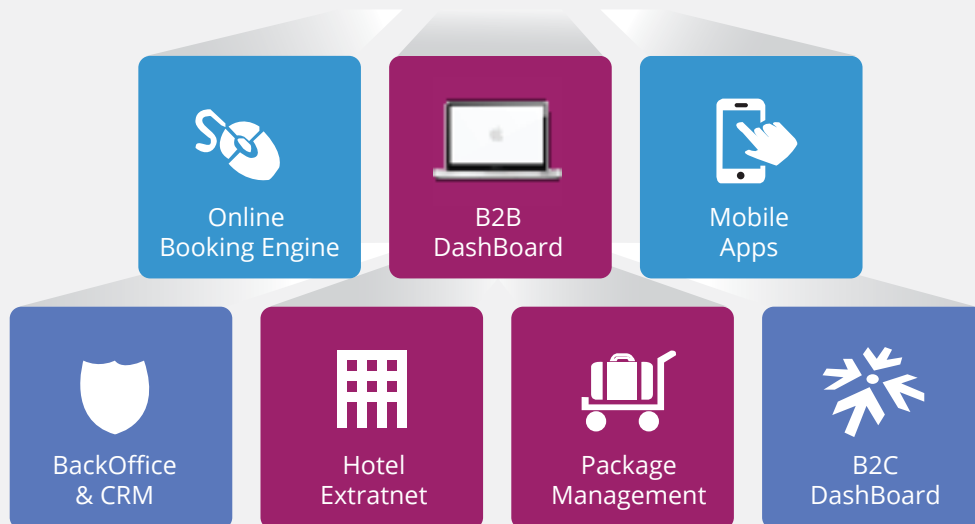 Online
Booking Engine
B2B
DashBoard
Mobile
Apps
BackOffice
& CRM
Hotel
Extratnet
Package
Management
B2C
DashBoard